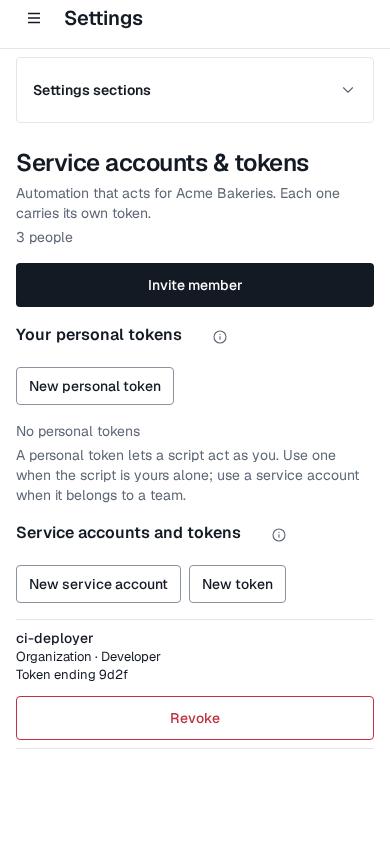 Settings
Settings sections
Service accounts & tokens
Automation that acts for Acme Bakeries. Each one
carries its own token.
3 people
Invite member
Your personal tokens
New personal token
No personal tokens
A personal token lets a script act as you. Use one
when the script is yours alone; use a service account
when it belongs to a team.
Service accounts and tokens
New service account
New token
ci-deployer
Organization · Developer
Token ending 9d2f
Revoke